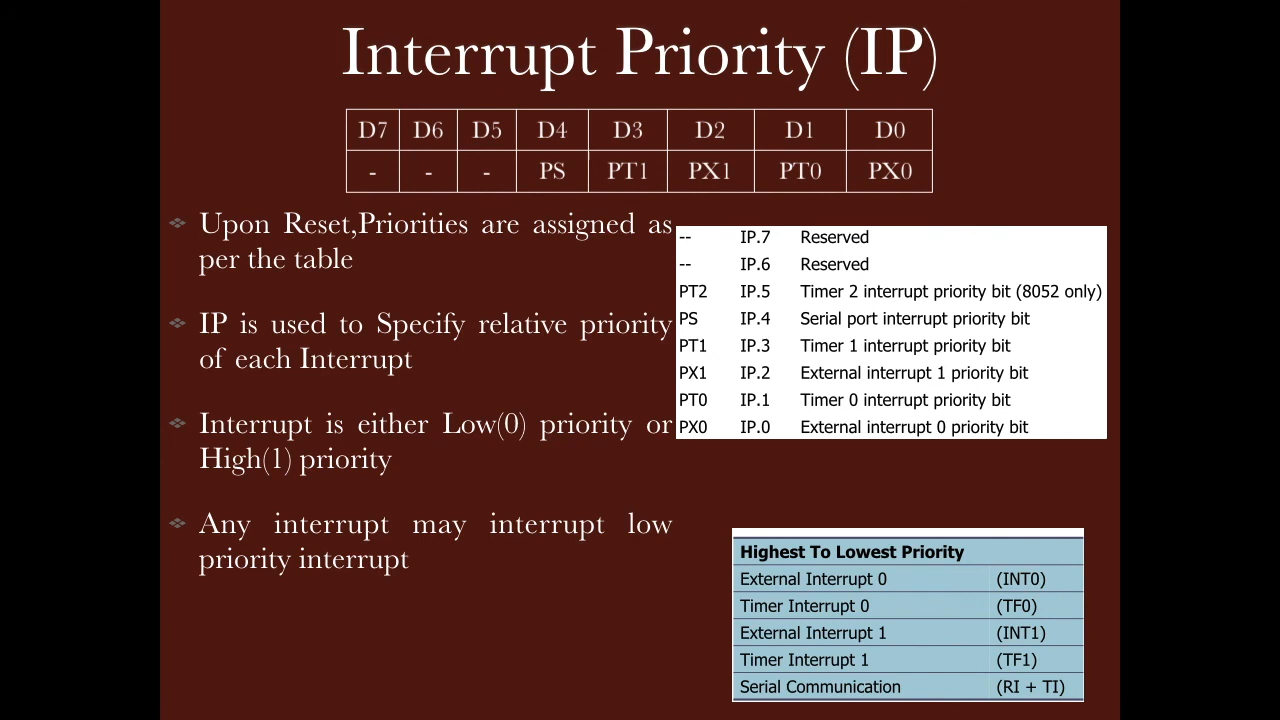 Interrupt Priority (IP)
D7 D6 D5 D4 D3 D2 D1 D0
- - - PS PT1 PX1 PT0 PX0
Upon Reset,Priorities are assigned as
per the table
IP is used to Specify relative priority
of each Interrupt
Interrupt is either Low(0) priority or
High(1) priority
Any interrupt may interrupt low
priority interrupt
-- IP.7 Reserved
-- IP.6 Reserved
PT2 IP.5 Timer 2 interrupt priority bit (8052 only)
PS IP.4 Serial port interrupt priority bit
PT1 IP.3 Timer 1 interrupt priority bit
PX1 IP.2 External interrupt 1 priority bit
PT0 IP.1 Timer 0 interrupt priority bit
PX0 IP.0 External interrupt 0 priority bit
Highest To Lowest Priority
External Interrupt 0 (INT0)
Timer Interrupt 0 (TF0)
External Interrupt 1 (INT1)
Timer Interrupt 1 (TF1)
Serial Communication (RI + TI)